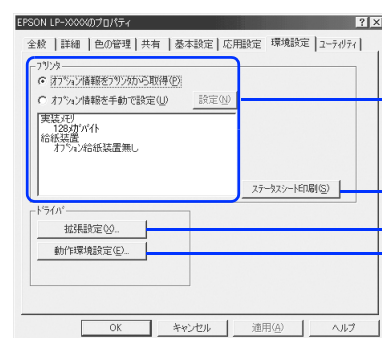 EPSON LP-XXXXのプロパティ
全般 詳細 色の管理 共有 基本設定 応用設定 環境設定 ユーティリティ
プリンタ
オプション情報をプリンタから取得(P)
オプション情報を手動で設定(U) 設定(N)
実装メモリ
128メガバイト
給紙装置
オプション給紙装置無し
ステータスシート印刷(S)
ドライバ
拡張設定(X)...
動作環境設定(E)...
OK キャンセル 適用(A) ヘルプ